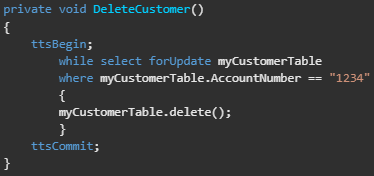 private void DeleteCustomer()
{
ttsBegin;
while select forUpdate myCustomerTable
where myCustomerTable.AccountNumber == "1234"
{
myCustomerTable.delete();
}
ttsCommit;
}